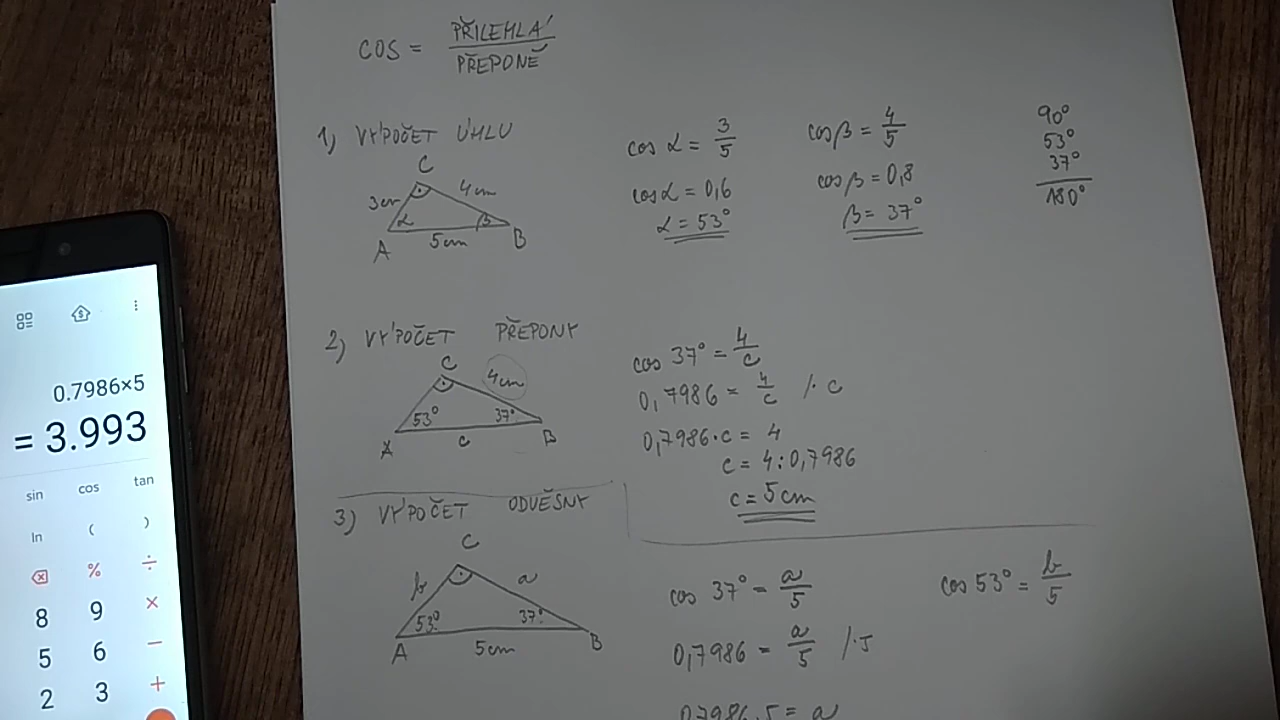 COS = PŘILEHLÁ
PŘEPONĚ
1) VÝPOČET ÚHLU
C
3cm
4cm
α
β
A
5cm
B
cos α = 3/5
cos α = 0,6
α = 53°
cos β = 4/5
cos β = 0,8
β = 37°
90°
53°
37°
180°
2) VÝPOČET PŘEPONY
C
4cm
53°
37°
A
c
B
cos 37° = 4/c
0,7986 = 4/c /· c
0,7986·c = 4
c = 4:0,7986
c = 5cm
3) VÝPOČET ODVĚSNY
C
b
a
53°
37°
A
5cm
B
cos 37° = a/5
0,7986 = a/5 /·5
0,7986·5 = a
cos 53° = b/5
0.7986×5
= 3.993
sin
cos
tan
ln
(
)
%
÷
8
9
×
5
6
−
2
3
+